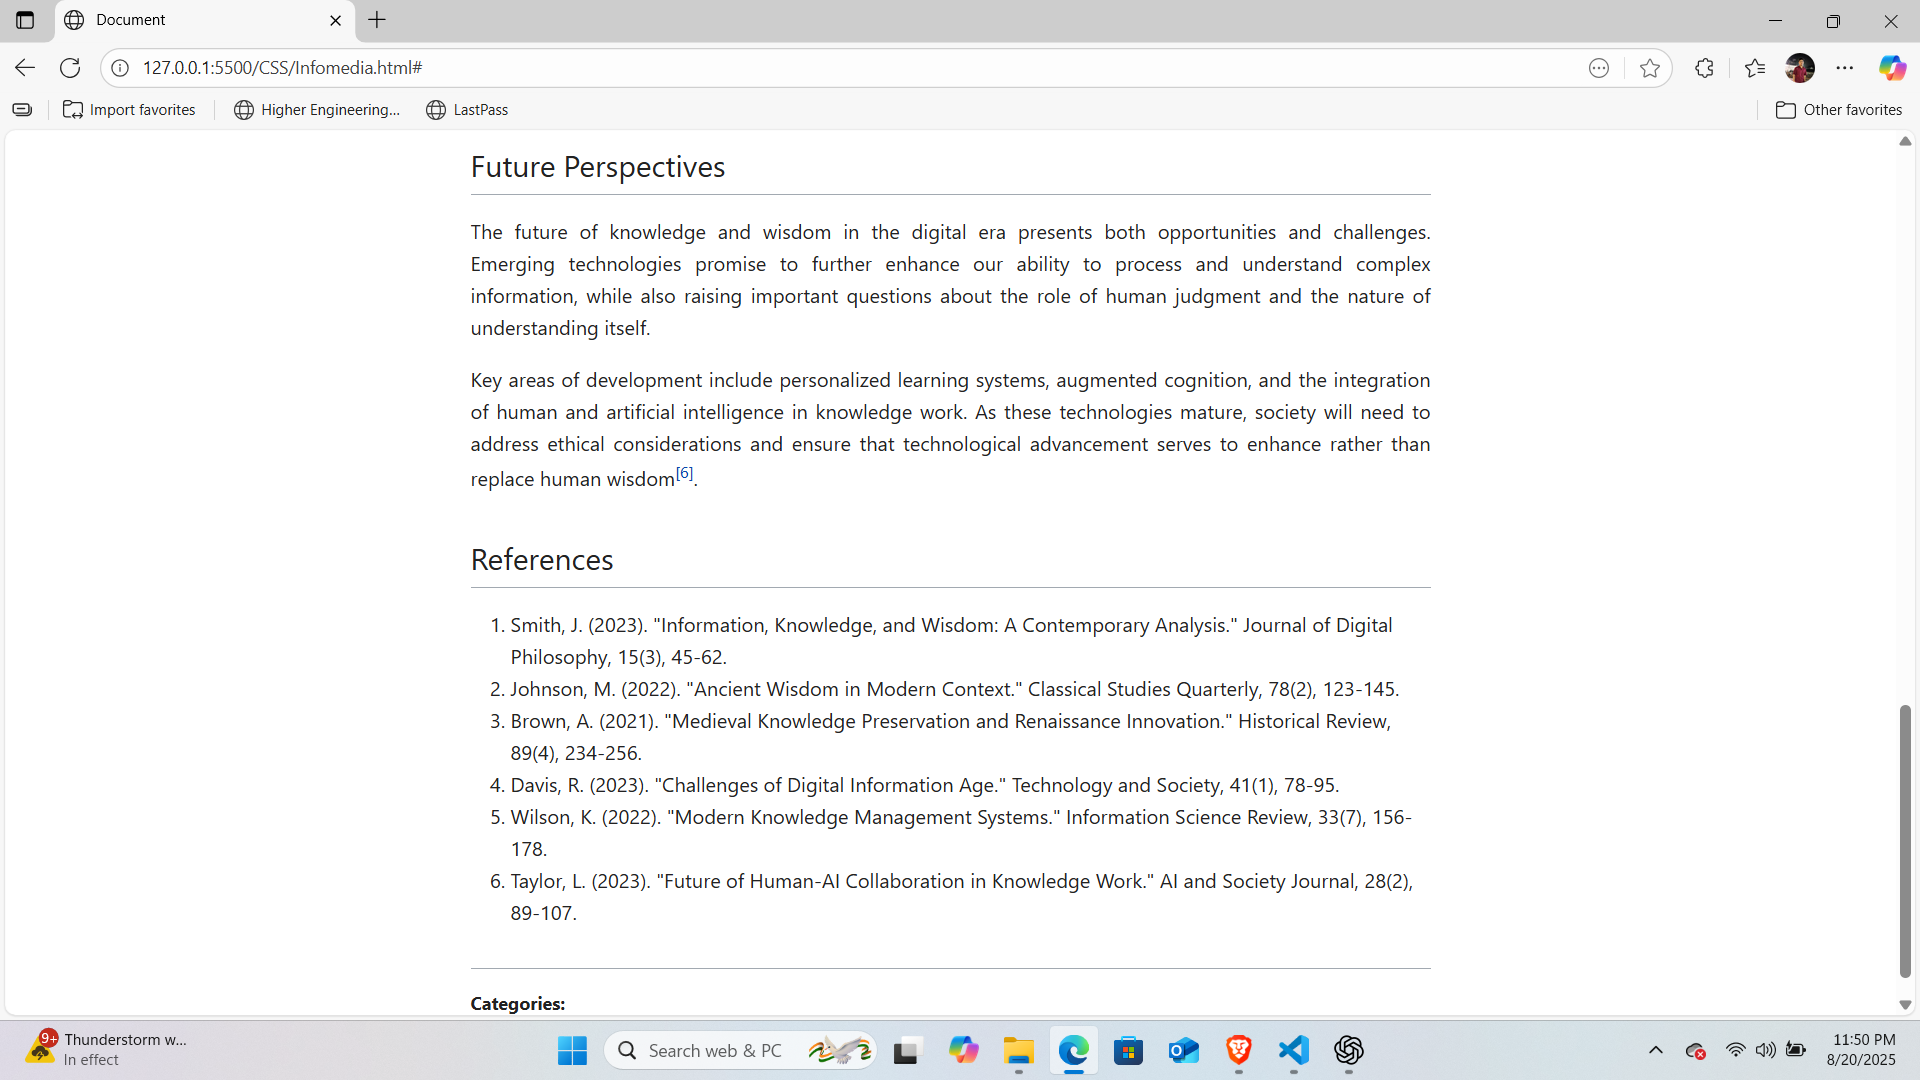 Document
127.0.0.1:5500/CSS/Infomedia.html#
Import favorites
Higher Engineering...
LastPass
Other favorites
Future Perspectives
The future of knowledge and wisdom in the digital era presents both opportunities and challenges.
Emerging technologies promise to further enhance our ability to process and understand complex
information, while also raising important questions about the role of human judgment and the nature of
understanding itself.
Key areas of development include personalized learning systems, augmented cognition, and the integration
of human and artificial intelligence in knowledge work. As these technologies mature, society will need to
address ethical considerations and ensure that technological advancement serves to enhance rather than
replace human wisdom[6].
References
1. Smith, J. (2023). "Information, Knowledge, and Wisdom: A Contemporary Analysis." Journal of Digital
Philosophy, 15(3), 45-62.
2. Johnson, M. (2022). "Ancient Wisdom in Modern Context." Classical Studies Quarterly, 78(2), 123-145.
3. Brown, A. (2021). "Medieval Knowledge Preservation and Renaissance Innovation." Historical Review,
89(4), 234-256.
4. Davis, R. (2023). "Challenges of Digital Information Age." Technology and Society, 41(1), 78-95.
5. Wilson, K. (2022). "Modern Knowledge Management Systems." Information Science Review, 33(7), 156-
178.
6. Taylor, L. (2023). "Future of Human-AI Collaboration in Knowledge Work." AI and Society Journal, 28(2),
89-107.
Categories:
9+
Thunderstorm w...
In effect
Search web & PC
11:50 PM
8/20/2025